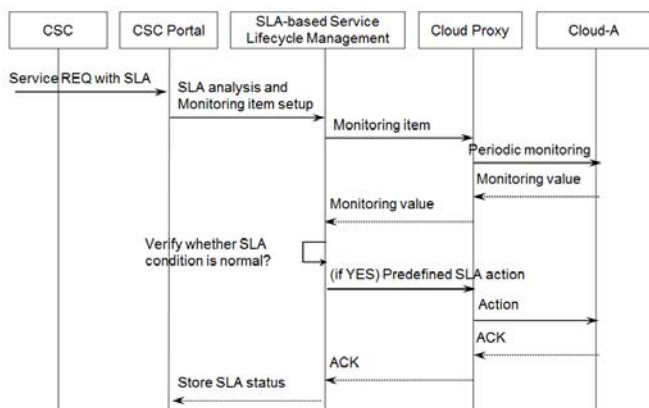 CSC
CSC Portal
SLA-based Service
Lifecycle Management
Cloud Proxy
Cloud-A
Service REQ with SLA
SLA analysis and
Monitoring item setup
Monitoring item
Periodic monitoring
Monitoring value
Monitoring value
Verify whether SLA
condition is normal?
(if YES) Predefined SLA action
Action
ACK
ACK
Store SLA status